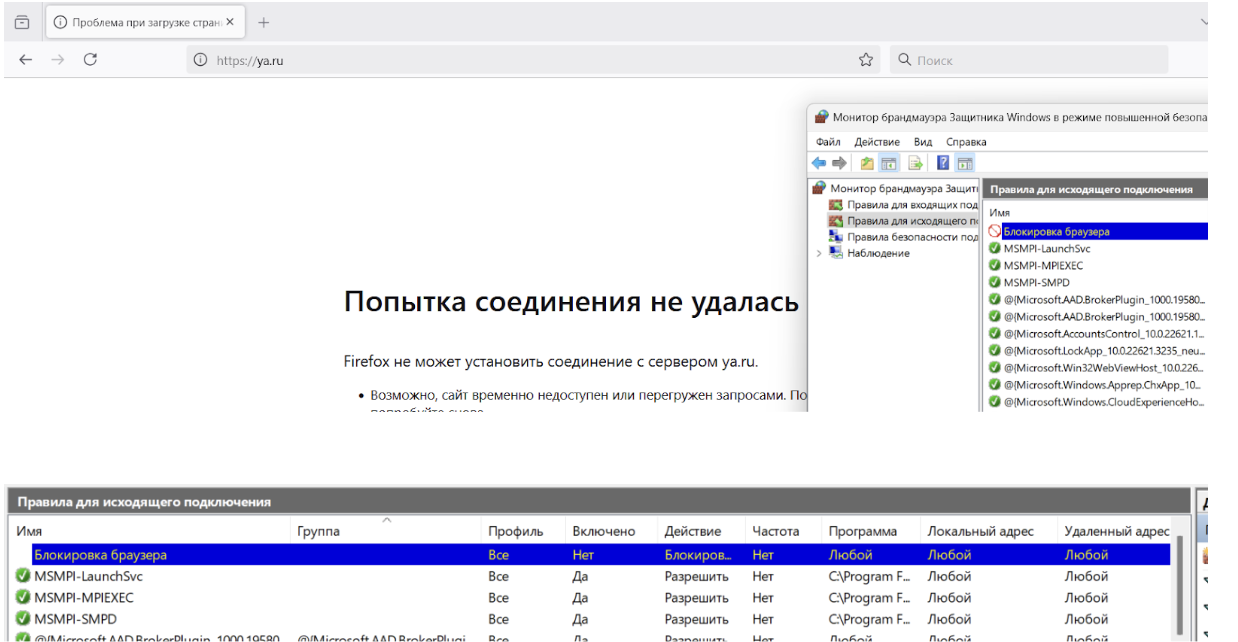 Проблема при загрузке стран
https://ya.ru
Поиск
Монитор брандмауэра Защитника Windows в режиме повышенной безопа
Файл Действие Вид Справка
Монитор брандмауэра Защит
Правила для входящих под
Правила для исходящего п
Правила безопасности под
Наблюдение
Правила для исходящего подключения
Имя
Блокировка браузера
MSMPI-LaunchSvc
MSMPI-MPIEXEC
MSMPI-SMPD
@{Microsoft.AAD.BrokerPlugin_1000.19580...
@{Microsoft.AAD.BrokerPlugin_1000.19580...
@{Microsoft.AccountsControl_10.0.22621.1...
@{Microsoft.LockApp_10.0.22621.3235_neu...
@{Microsoft.Win32WebViewHost_10.0.226...
@{Microsoft.Windows.Apprep.ChxApp_10...
@{Microsoft.Windows.CloudExperienceHo...
Попытка соединения не удалась
Firefox не может установить соединение с сервером ya.ru.
• Возможно, сайт временно недоступен или перегружен запросами. По
попробуйте снова
Правила для исходящего подключения
Имя Группа Профиль Включено Действие Частота Программа Локальный адрес Удаленный адрес
Блокировка браузера Все Нет Блокиров... Нет Любой Любой Любой
MSMPI-LaunchSvc Все Да Разрешить Нет C:\Program F... Любой Любой
MSMPI-MPIEXEC Все Да Разрешить Нет C:\Program F... Любой Любой
MSMPI-SMPD Все Да Разрешить Нет C:\Program F... Любой Любой
@{Microsoft.AAD.BrokerPlugin_1000.19580... @{Microsoft.AAD.BrokerPlugi... Все Да Разрешить Нет Любой Любой Любой